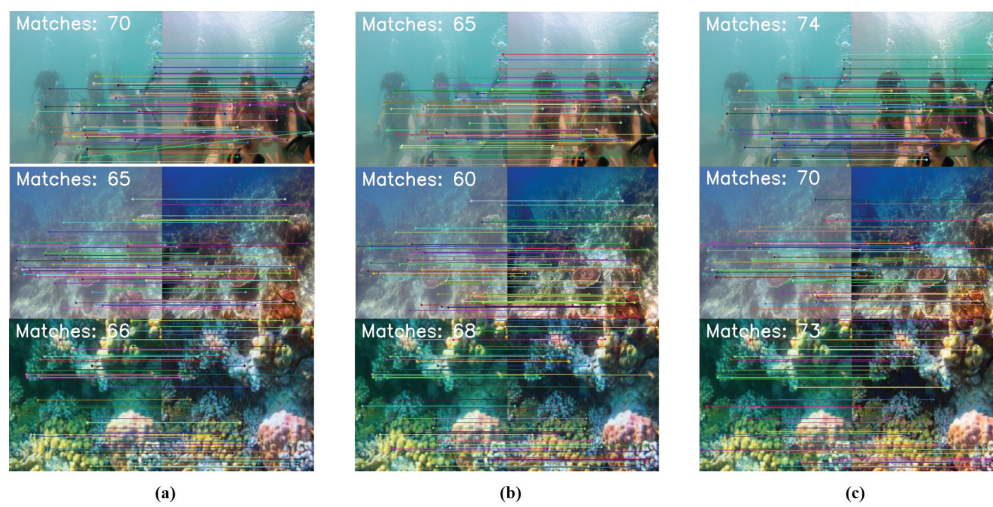 Matches: 70
Matches: 65
Matches: 74
Matches: 65
Matches: 60
Matches: 70
Matches: 66
Matches: 68
Matches: 73
(a)
(b)
(c)